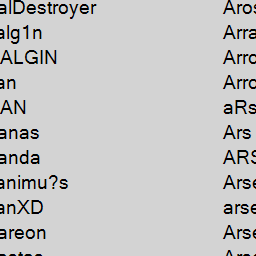 alDestroyer Aros
alg1n Arra
ALGIN Arro
an Arro
AN aRs
anas Ars
anda ARS
animu?s Arse
anXD arse
areon Arse